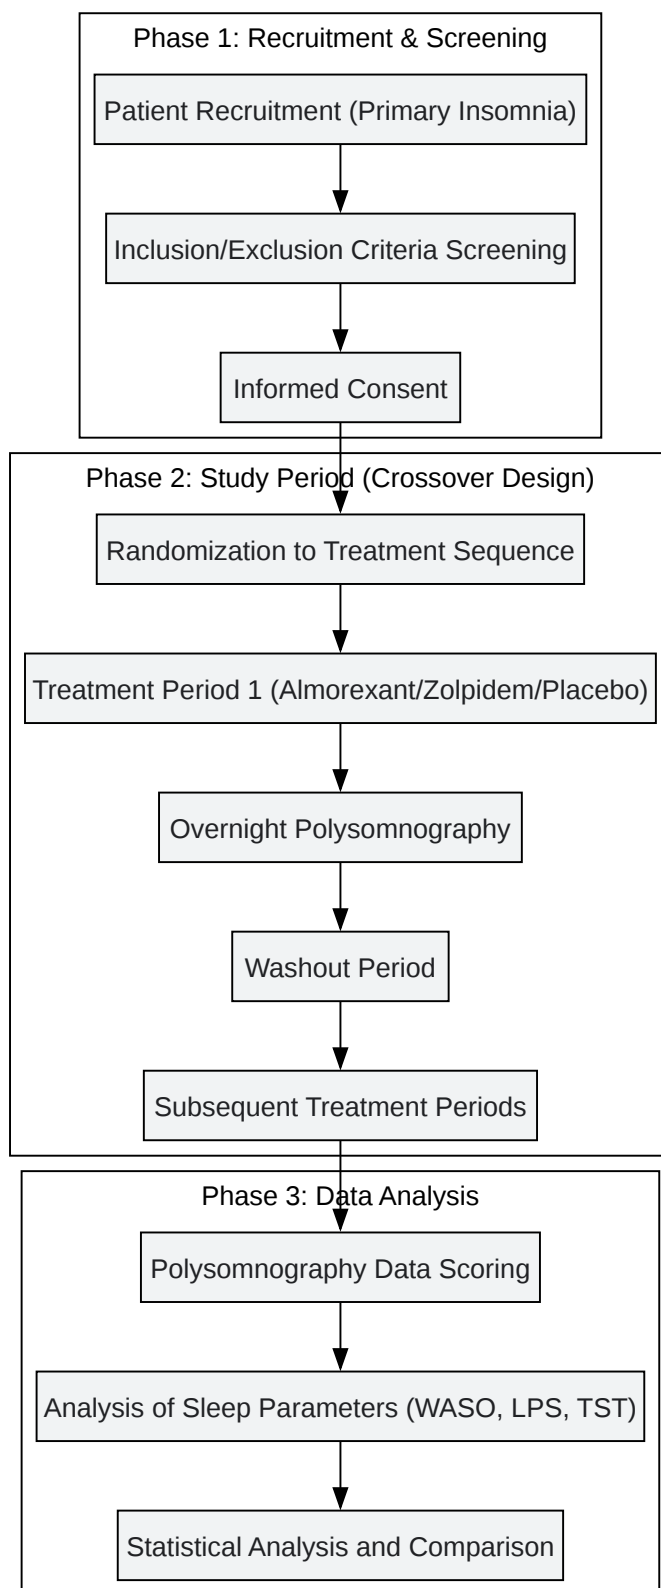 Phase 1: Recruitment & Screening
Patient Recruitment (Primary Insomnia)
Inclusion/Exclusion Criteria Screening
Informed Consent
Phase 2: Study Period (Crossover Design)
Randomization to Treatment Sequence
Treatment Period 1 (Almorexant/Zolpidem/Placebo)
Overnight Polysomnography
Washout Period
Subsequent Treatment Periods
Phase 3: Data Analysis
Polysomnography Data Scoring
Analysis of Sleep Parameters (WASO, LPS, TST)
Statistical Analysis and Comparison